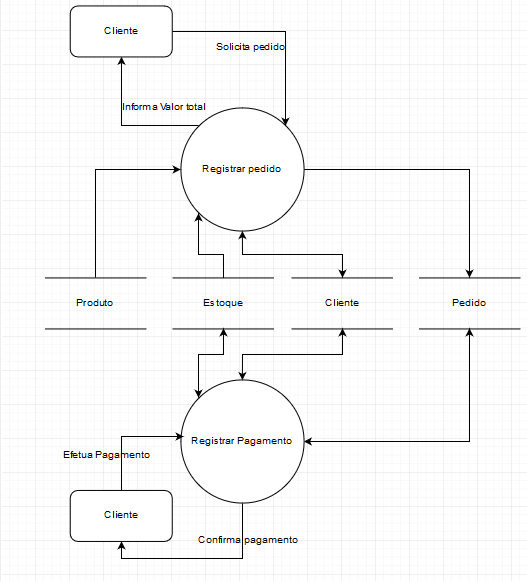 Cliente
Solicita pedido
Informa Valor total
Registrar pedido
Produto
Estoque
Cliente
Pedido
Registrar Pagamento
Efetua Pagamento
Cliente
Confirma pagamento